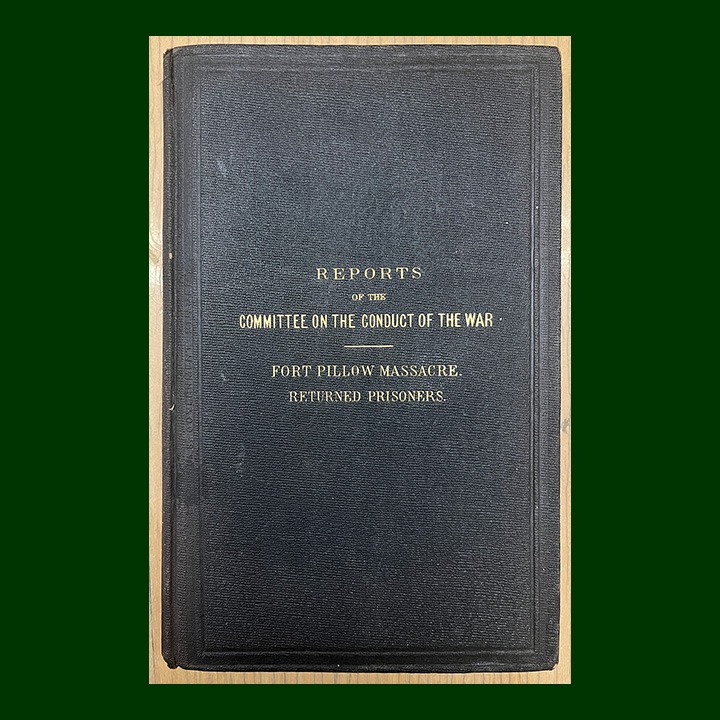 REPORTS
OF THE
COMMITTEE ON THE CONDUCT OF THE WAR
FORT PILLOW MASSACRE.
RETURNED PRISONERS.